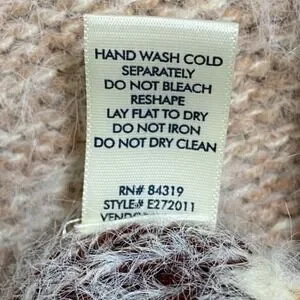 HAND WASH COLD
SEPARATELY
DO NOT BLEACH
RESHAPE
LAY FLAT TO DRY
DO NOT IRON
DO NOT DRY CLEAN
RN# 84319
STYLE# E272011